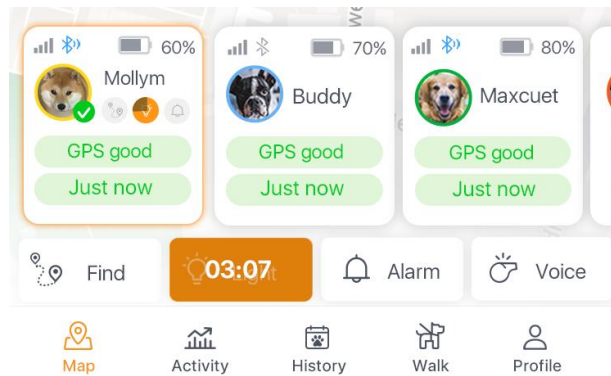 60%
Mollym
GPS good
Just now
70%
Buddy
GPS good
Just now
80%
Maxcuet
GPS good
Just now
Find
03:07
Light
Alarm
Voice
Map
Activity
History
Walk
Profile